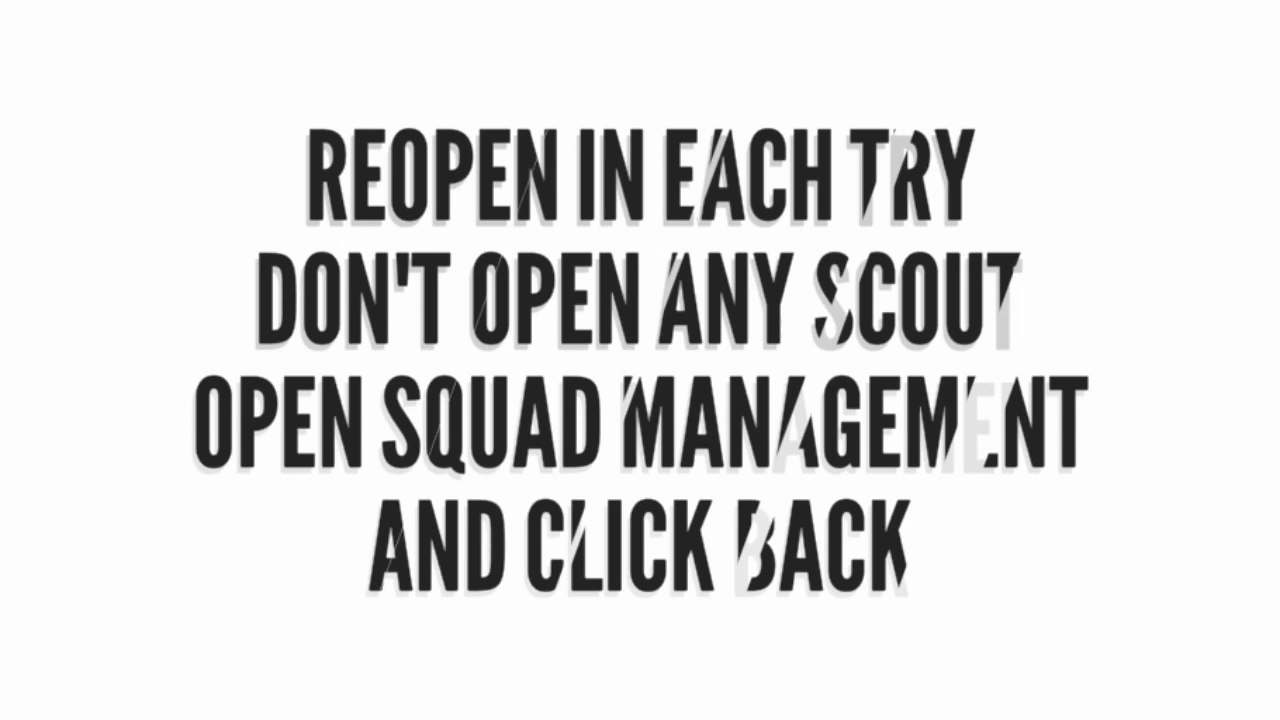 REOPEN IN EACH TRY
DON'T OPEN ANY SCOUT
OPEN SQUAD MANAGEMENT
AND CLICK BACK